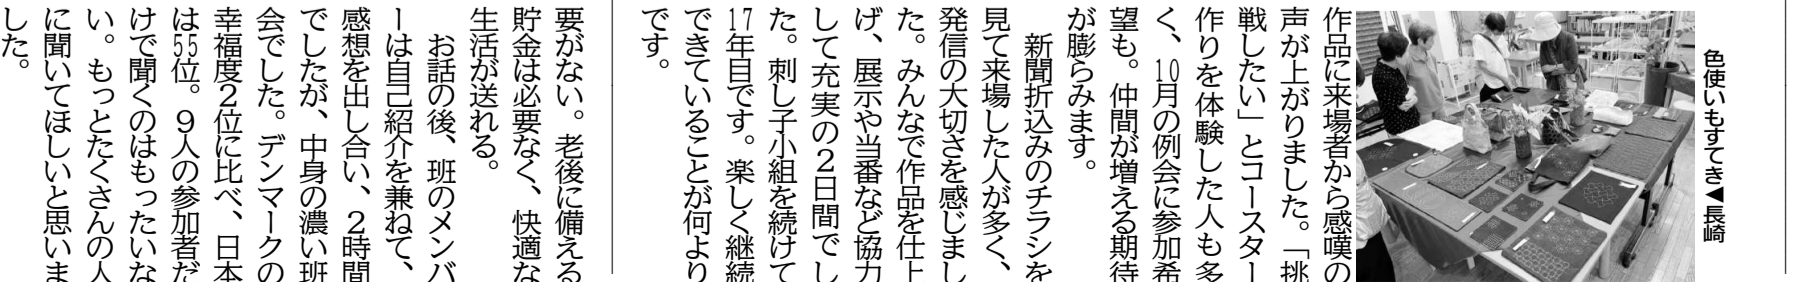 色使いもすてき◀長崎
作品に来場者から感嘆の
声が上がりました。「挑
戦したい」とコースター
作りを体験した人も多
く、10月の例会に参加希
望も。仲間が増える期待
が膨らみます。
新聞折込みのチラシを
見て来場した人が多く、
発信の大切さを感じまし
た。みんなで作品を仕上
げ、展示や当番など協力
して充実の2日間でし
た。刺し子小組を続けて
17年目です。楽しく継続
できていることが何より
です。
要がない。老後に備える
貯金は必要なく、快適な
生活が送れる。
お話の後、班のメンバ
ーは自己紹介を兼ねて、
感想を出し合い、2時間
でしたが、中身の濃い班
会でした。デンマークの
幸福度2位に比べ、日本
は55位。9人の参加者だ
けで聞くのはもったいな
い。もっとたくさんの人
に聞いてほしいと思いま
した。